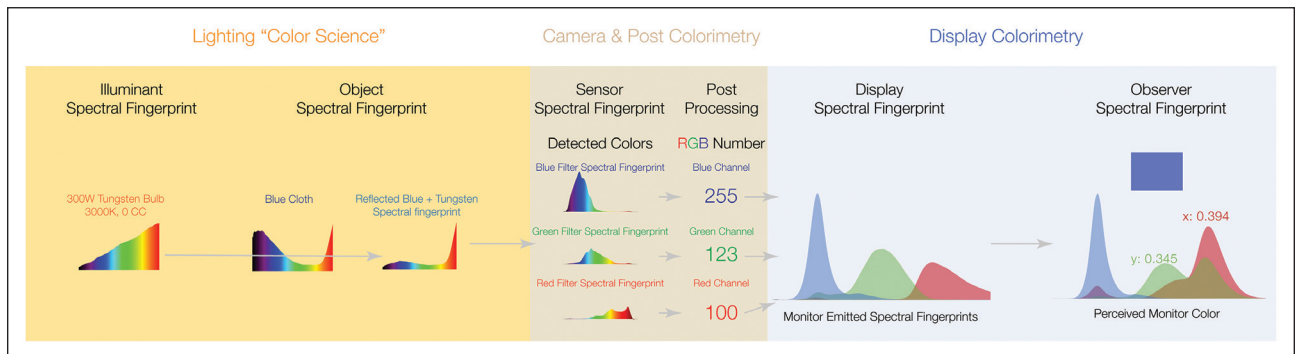 Lighting “Color Science”
Camera & Post Colorimetry
Display Colorimetry
Illuminant
Spectral Fingerprint
Object
Spectral Fingerprint
Sensor
Spectral Fingerprint
Post
Processing
Display
Spectral Fingerprint
Observer
Spectral Fingerprint
300W Tungsten Bulb
3000K, 0 CC
Blue Cloth
Reflected Blue + Tungsten
Spectral fingerprint
Detected Colors
RGB Number
Blue Filter Spectral Fingerprint
Blue Channel
255
Green Filter Spectral Fingerprint
Green Channel
123
Red Filter Spectral Fingerprint
Red Channel
100
Monitor Emitted Spectral Fingerprints
x: 0.394
y: 0.345
Perceived Monitor Color